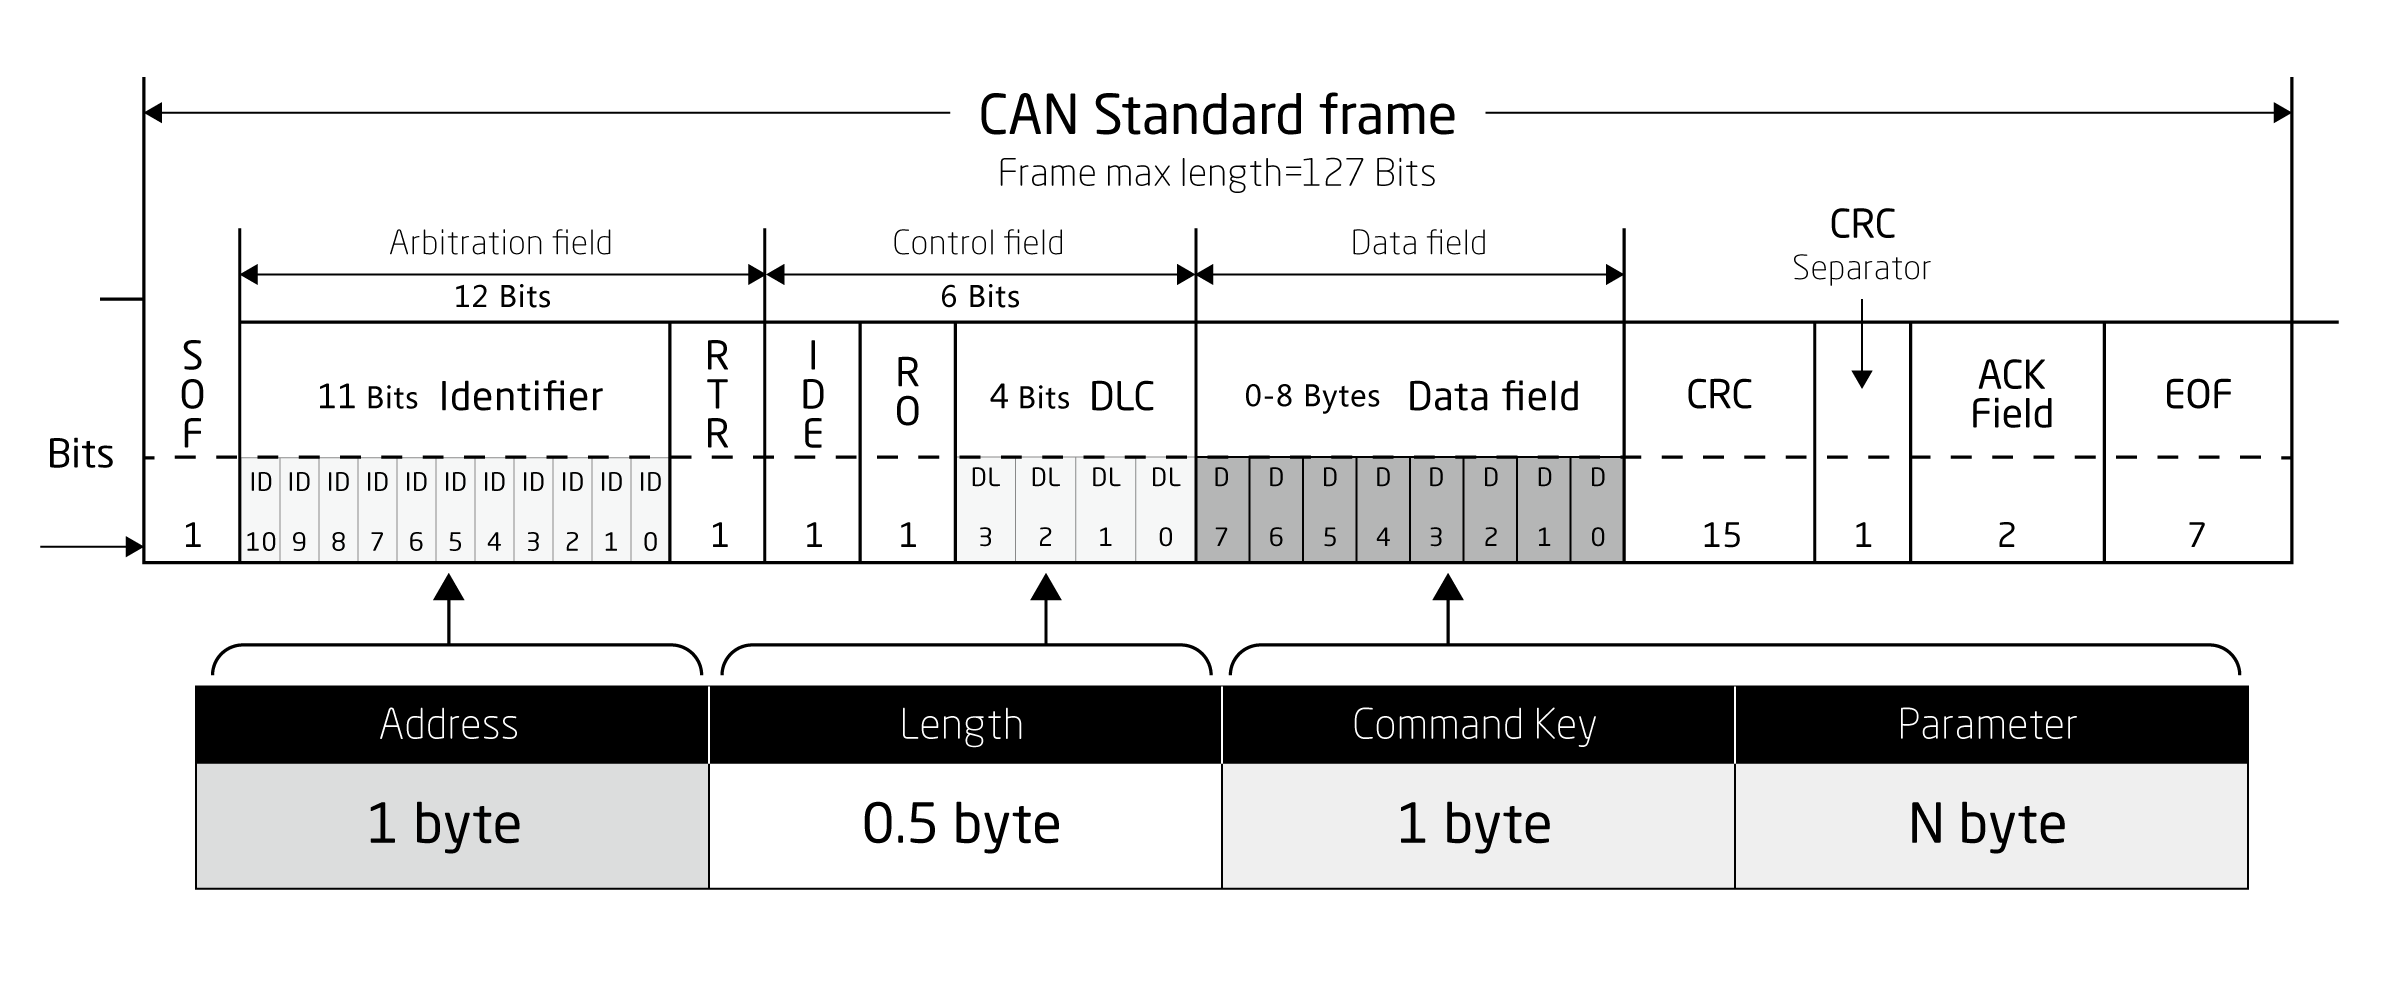 CAN Standard frame
Frame max length=127 Bits
Arbitration field
12 Bits
Control field
6 Bits
Data field
CRC
Separator
Bits
SOF
11 Bits Identifier
RTR
IDE
RO
4 Bits DLC
0-8 Bytes Data field
CRC
ACK
Field
EOF
ID ID ID ID ID ID ID ID ID ID ID
DL DL DL DL
D D D D D D D D
1
10 9 8 7 6 5 4 3 2 1 0
1
1
1
3 2 1 0
7 6 5 4 3 2 1 0
15
1
2
7
Address Length Command Key Parameter
1 byte 0.5 byte 1 byte N byte